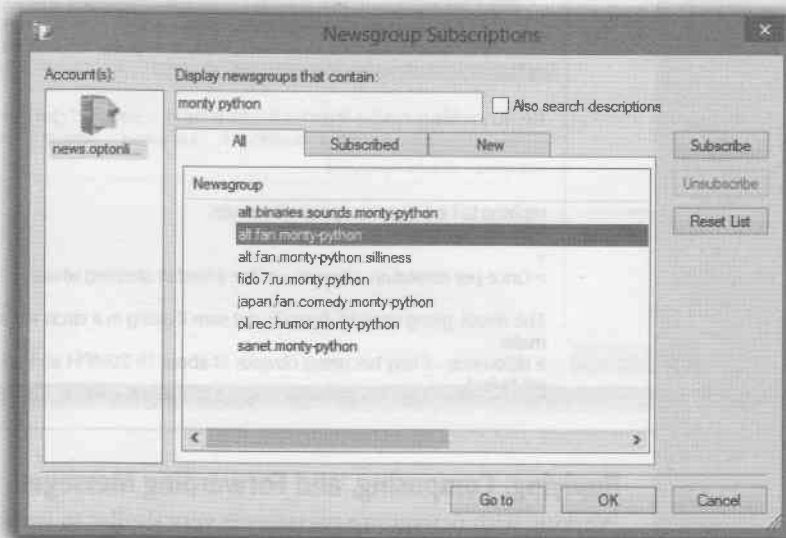 Newsgroup Subscriptions
Account(s):
Display newsgroups that contain:
monty python
Also search descriptions
news.optonli...
All
Subscribed
New
Subscribe
Unsubscribe
Reset List
Newsgroup
alt.binaries.sounds.monty-python
alt.fan.monty-python
alt.fan.monty-python.silliness
fido7.ru.monty.python
japan.fan.comedy.monty-python
pl.rec.humor.monty-python
sanet.monty-python
Go to
OK
Cancel